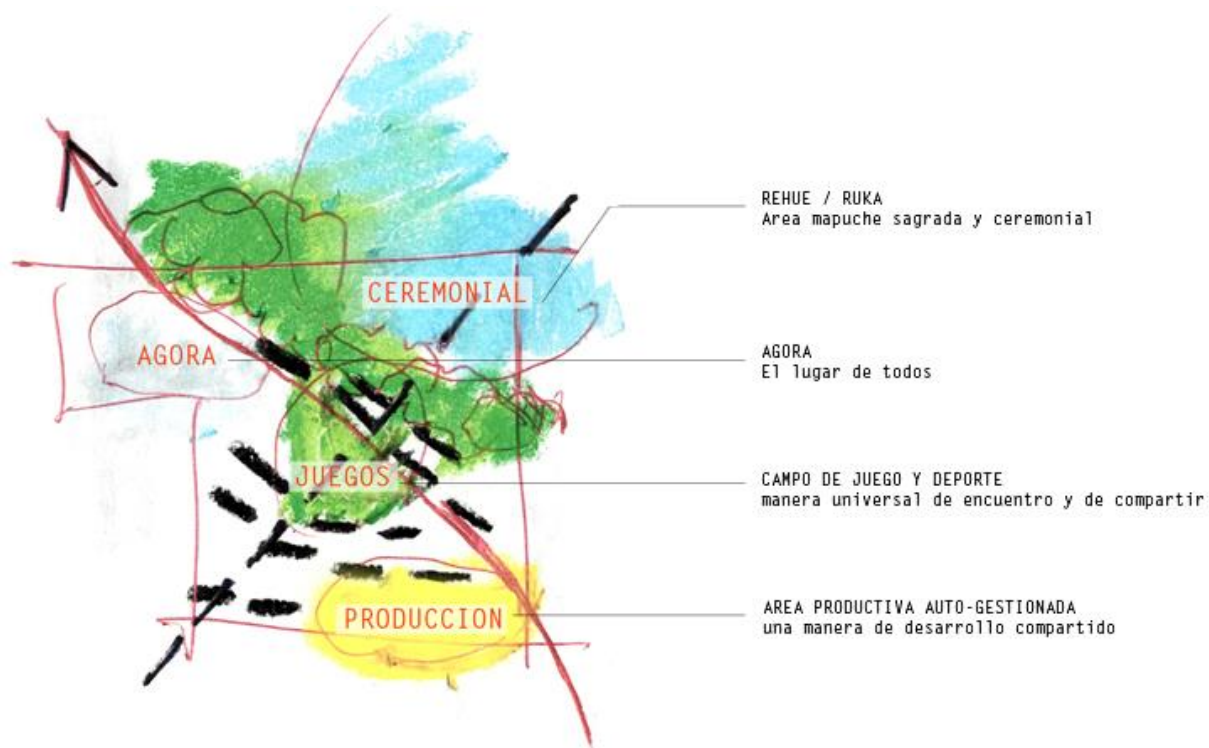 REHUE / RUKA
Area mapuche sagrada y ceremonial
CEREMONIAL
AGORA
AGORA
El lugar de todos
JUEGOS
CAMPO DE JUEGO Y DEPORTE
manera universal de encuentro y de compartir
PRODUCCION
AREA PRODUCTIVA AUTO-GESTIONADA
una manera de desarrollo compartido